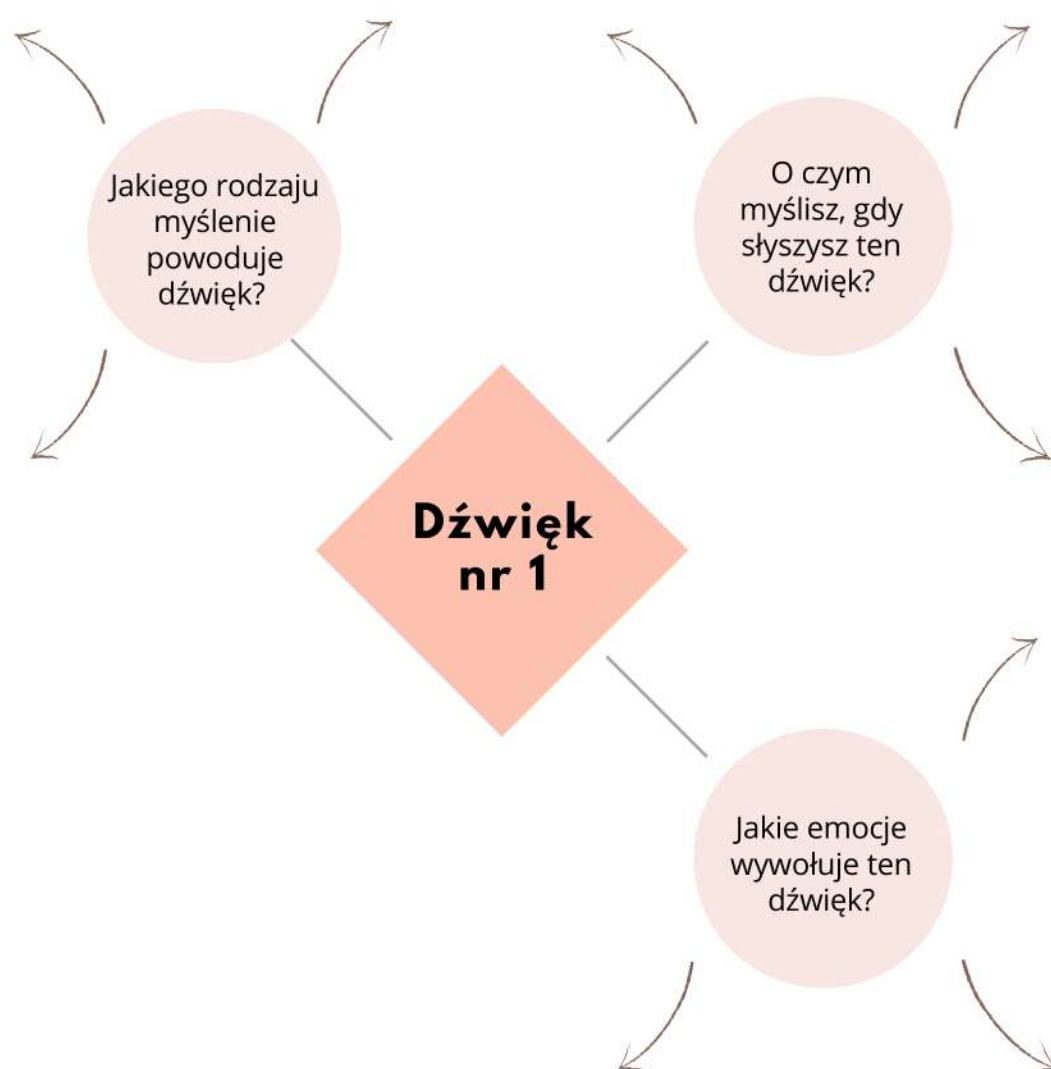 Jakiego rodzaju
myślenie
powoduje
dźwięk?
O czym
myślisz, gdy
słyszysz ten
dźwięk?
Dźwięk
nr 1
Jakie emocje
wywołuje ten
dźwięk?